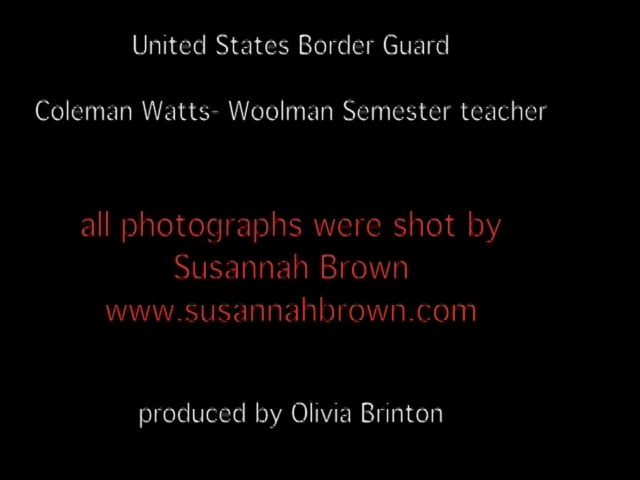 United States Border Guard
Coleman Watts- Woolman Semester teacher
all photographs were shot by
Susannah Brown
www.susannahbrown.com
produced by Olivia Brinton